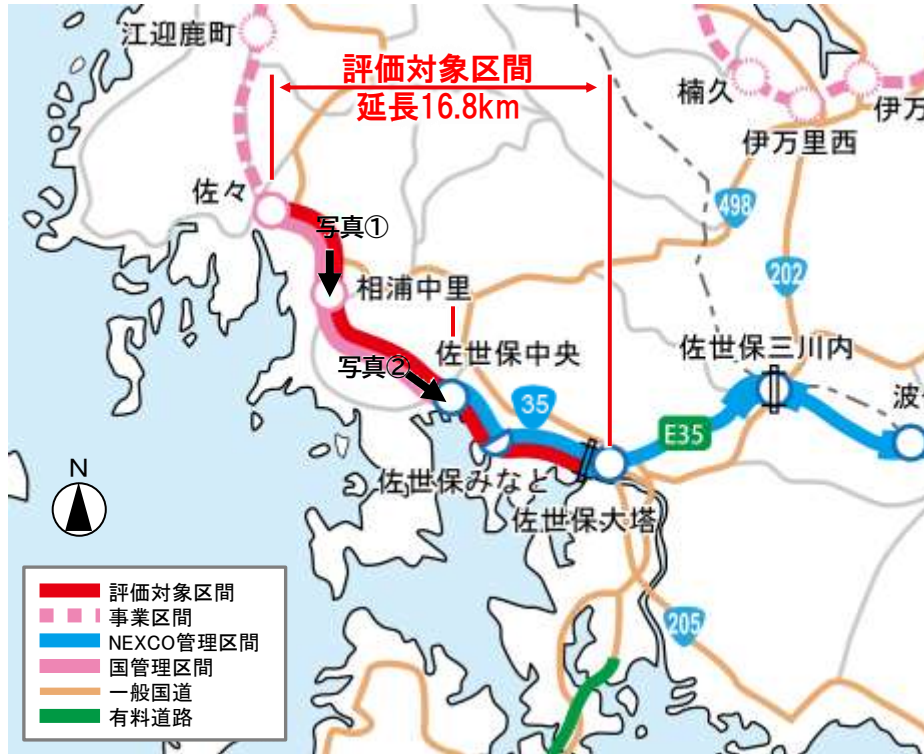 江迎鹿町
評価対象区間
延長16.8km
楠久
伊万
伊万里西
佐々
写真①
498
202
相浦中里
佐世保中央
佐世保三川内
写真②
35
E35
波
N
佐世保みなと
佐世保大塔
205
評価対象区間
事業区間
NEXCO管理区間
国管理区間
一般国道
有料道路